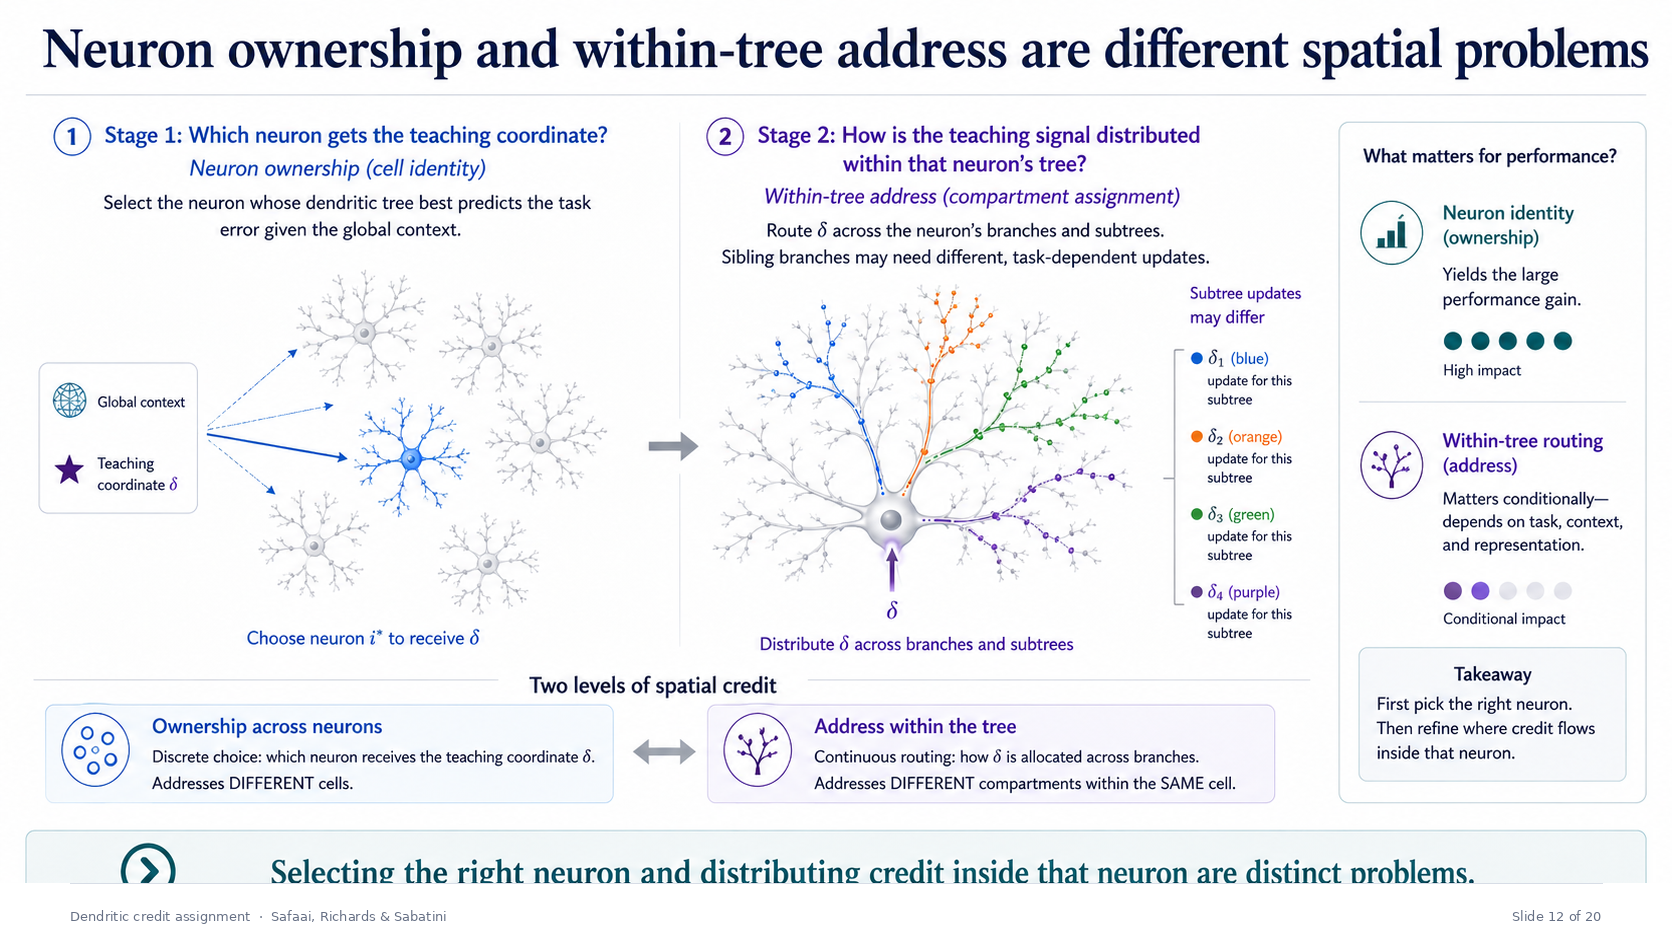 Neuron ownership and within-tree address are different spatial problems
1
Stage 1: Which neuron gets the teaching coordinate?
Neuron ownership (cell identity)
Select the neuron whose dendritic tree best predicts the task
error given the global context.
Global context
Teaching
coordinate δ
Choose neuron i* to receive δ
2
Stage 2: How is the teaching signal distributed
within that neuron's tree?
Within-tree address (compartment assignment)
Route δ across the neuron's branches and subtrees.
Sibling branches may need different, task-dependent updates.
Subtree updates
may differ
δ1 (blue)
update for this
subtree
δ2 (orange)
update for this
subtree
δ3 (green)
update for this
subtree
δ4 (purple)
update for this
subtree
δ
Distribute δ across branches and subtrees
What matters for performance?
Neuron identity
(ownership)
Yields the large
performance gain.
High impact
Within-tree routing
(address)
Matters conditionally—
depends on task, context,
and representation.
Conditional impact
Takeaway
First pick the right neuron.
Then refine where credit flows
inside that neuron.
Two levels of spatial credit
Ownership across neurons
Discrete choice: which neuron receives the teaching coordinate δ.
Addresses DIFFERENT cells.
Address within the tree
Continuous routing: how δ is allocated across branches.
Addresses DIFFERENT compartments within the SAME cell.
Selecting the right neuron and distributing credit inside that neuron are distinct problems.
Dendritic credit assignment · Safaai, Richards & Sabatini
Slide 12 of 20